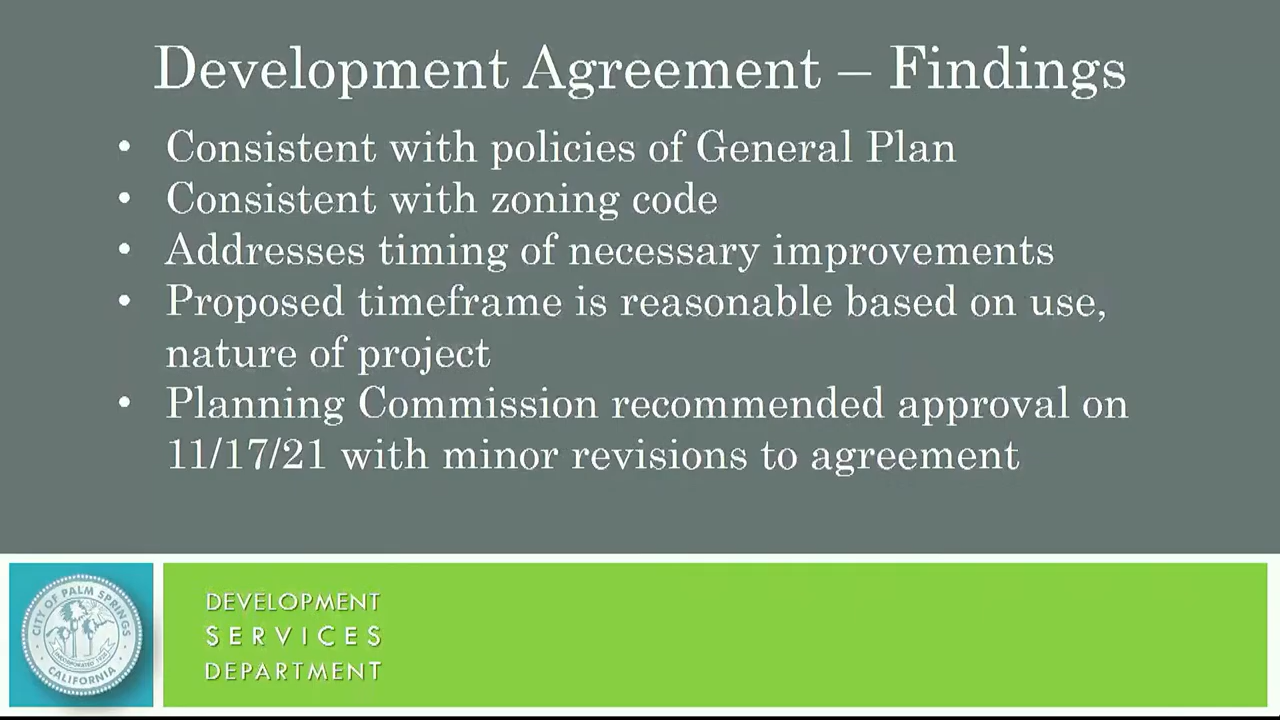 Development Agreement – Findings
• Consistent with policies of General Plan
• Consistent with zoning code
• Addresses timing of necessary improvements
• Proposed timeframe is reasonable based on use,
nature of project
• Planning Commission recommended approval on
11/17/21 with minor revisions to agreement
CITY OF PALM SPRINGS
CALIFORNIA
DEVELOPMENT
SERVICES
DEPARTMENT